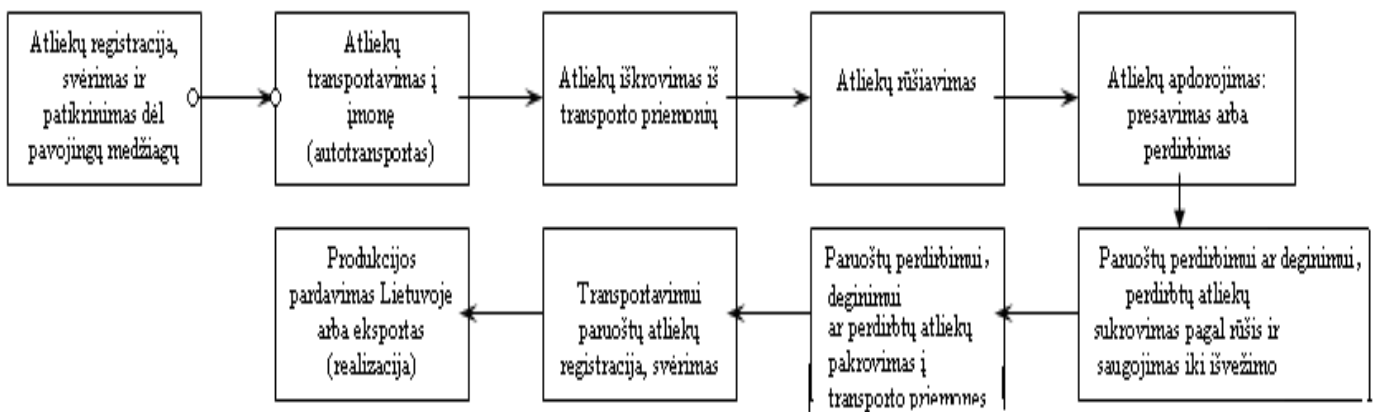 Atliekų registracija,
svėrimas ir
patikrinimas dėl
pavojingų medžiagų
Atliekų
transportavimas į
įmonę
(autotransportas)
Atliekų iškrovimas iš
transporto priemonių
Atliekų rūšiavimas
Atliekų apdorojimas:
presavimas arba
perdirbimas
Paruoštų perdirbimui ar deginimui,
perdirbtų atliekų
sukrovimas pagal rūšis ir
saugojimas iki išvežimo
Paruoštų perdirbimui,
deginimui
ar perdirbtų atliekų
pakrovimas į
transporto priemones
Transportavimui
paruoštų atliekų
registracija, svėrimas
Produkcijos
pardavimas Lietuvoje
arba eksportas
(realizacija)